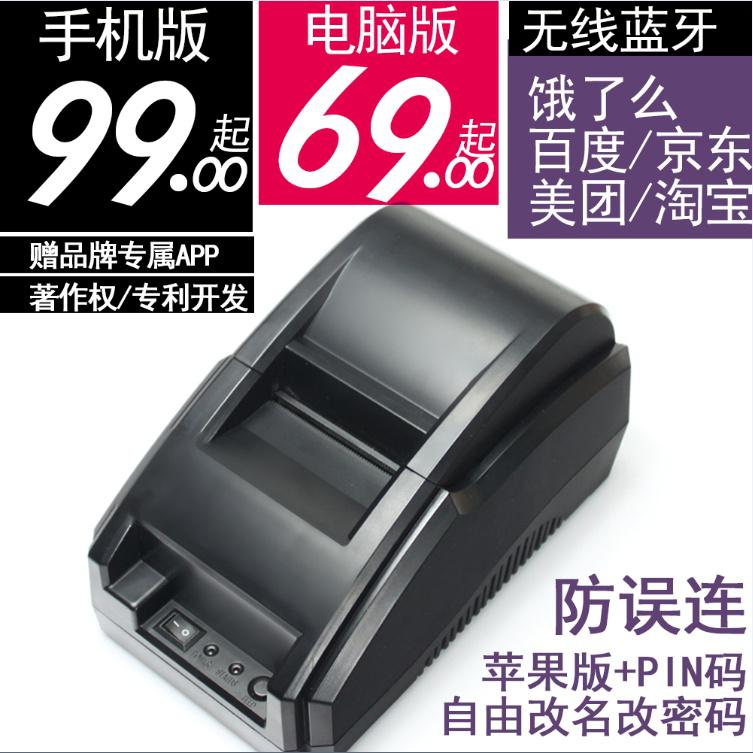 手机版
99.00起
赠品牌专属APP
著作权/专利开发
电脑版
69.00起
无线蓝牙
饿了么
百度/京东
美团/淘宝
防误连
苹果版+PIN码
自由改名改密码